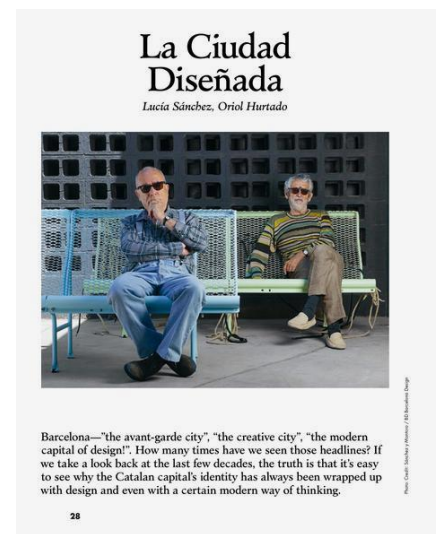 La Ciudad
Diseñada
Lucía Sánchez, Oriol Hurtado
Barcelona—"the avant-garde city", "the creative city", "the modern
capital of design!". How many times have we seen those headlines? If
we take a look back at the last few decades, the truth is that it's easy
to see why the Catalan capital's identity has always been wrapped up
with design and even with a certain modern way of thinking.
28